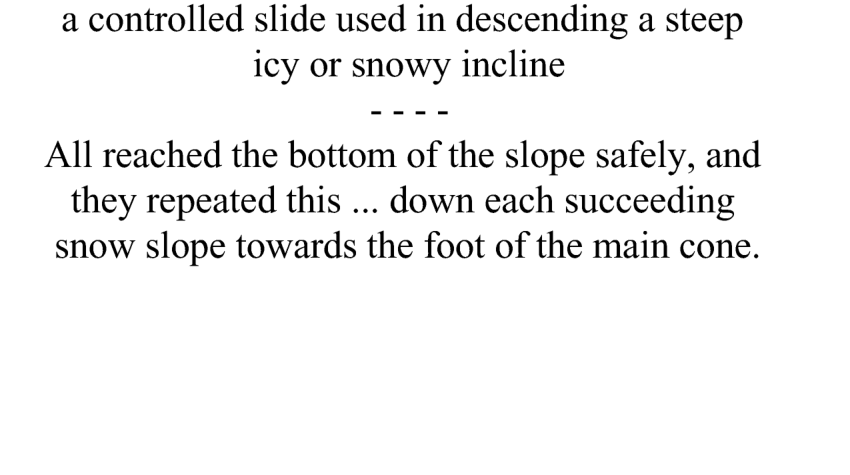 a controlled slide used in descending a steep
icy or snowy incline
- - - -
All reached the bottom of the slope safely, and
they repeated this ... down each succeeding
snow slope towards the foot of the main cone.